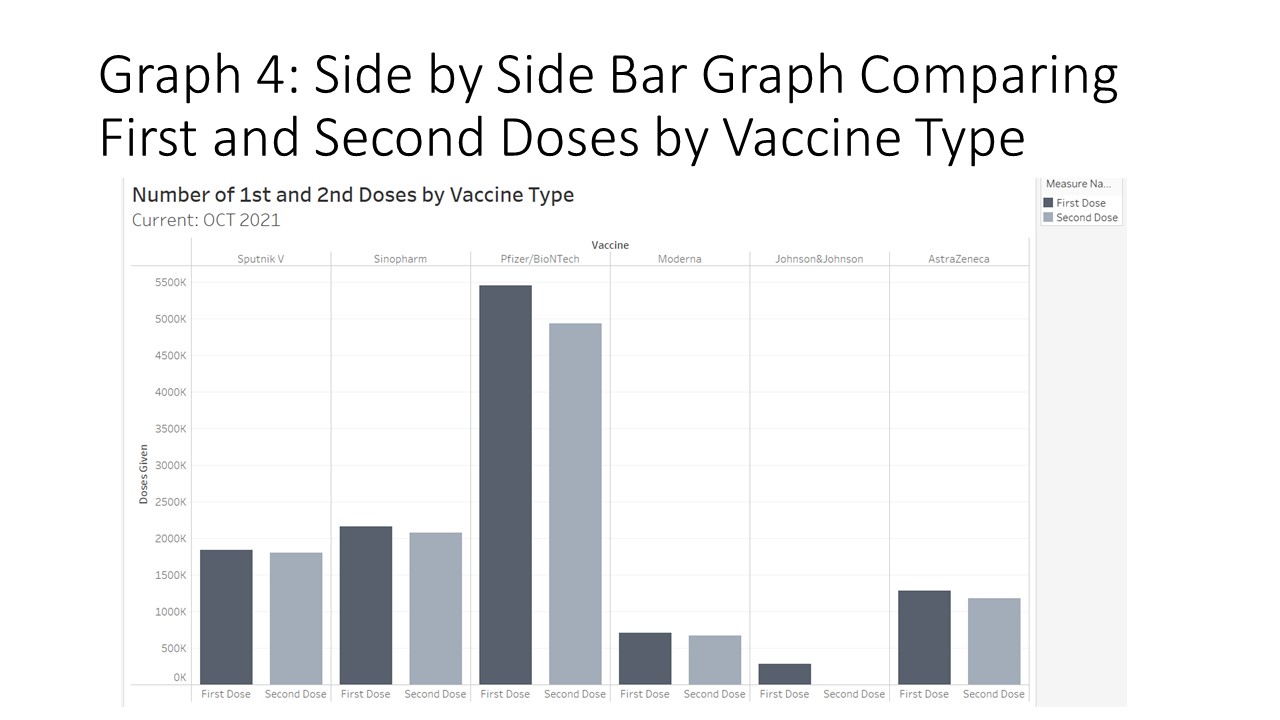 Graph 4: Side by Side Bar Graph Comparing
First and Second Doses by Vaccine Type
Number of 1st and 2nd Doses by Vaccine Type
Current: OCT 2021
Measure Na...
First Dose
Second Dose
Vaccine
Sputnik V Sinopharm Pfizer/BioNTech Moderna Johnson&Johnson AstraZeneca
Doses Given
5500K
5000K
4500K
4000K
3500K
3000K
2500K
2000K
1500K
1000K
500K
0K
First Dose Second Dose First Dose Second Dose First Dose Second Dose First Dose Second Dose First Dose Second Dose First Dose Second Dose